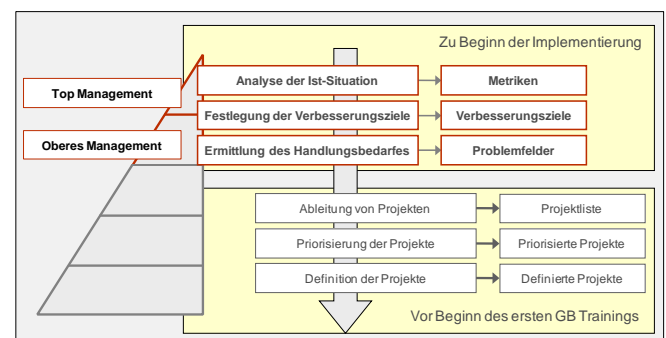 Zu Beginn der Implementierung
Top Management
Analyse der Ist-Situation
Metriken
Festlegung der Verbesserungsziele
Verbesserungsziele
Oberes Management
Ermittlung des Handlungsbedarfes
Problemfelder
Ableitung von Projekten
Projektliste
Priorisierung der Projekte
Priorisierte Projekte
Definition der Projekte
Definierte Projekte
Vor Beginn des ersten GB Trainings